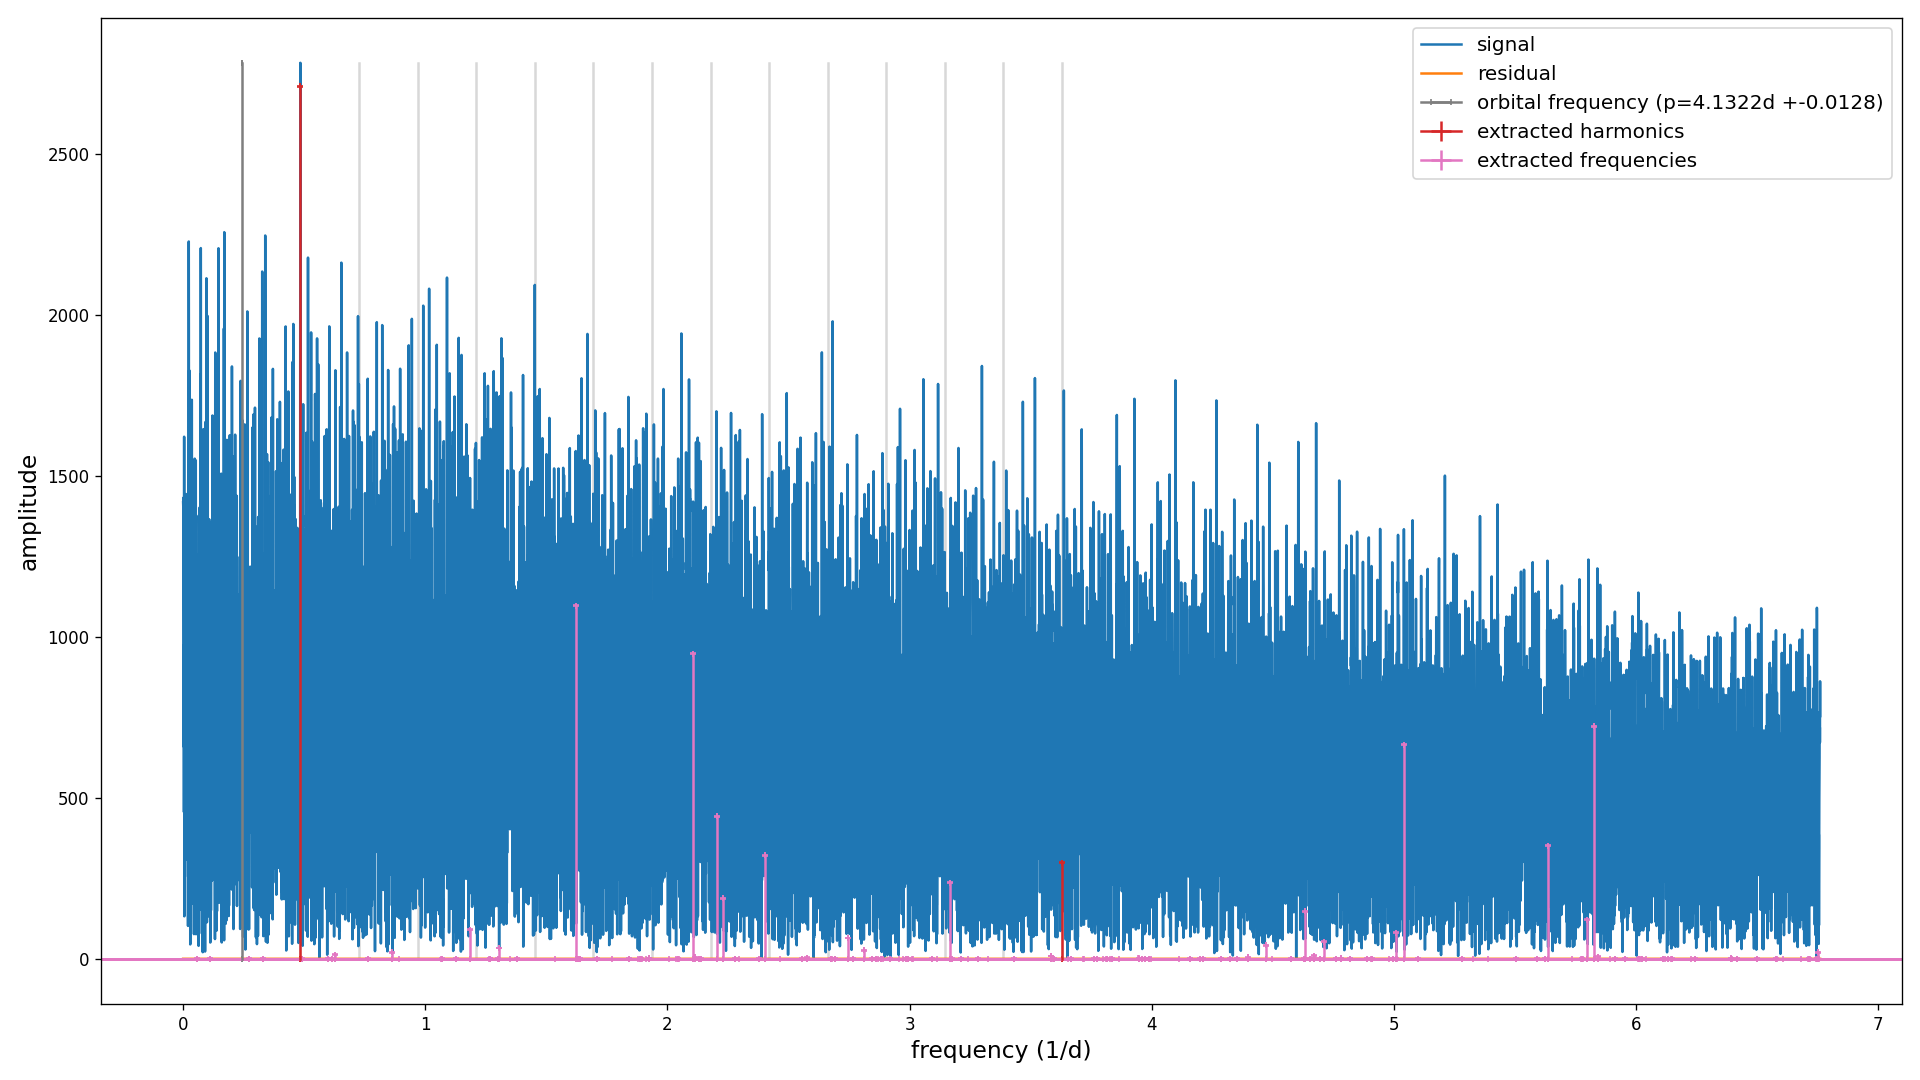 signal
residual
orbital frequency (p=4.1322d +-0.0128)
extracted harmonics
extracted frequencies
2500
2000
1500
1000
500
0
amplitude
0 1 2 3 4 5 6 7
frequency (1/d)